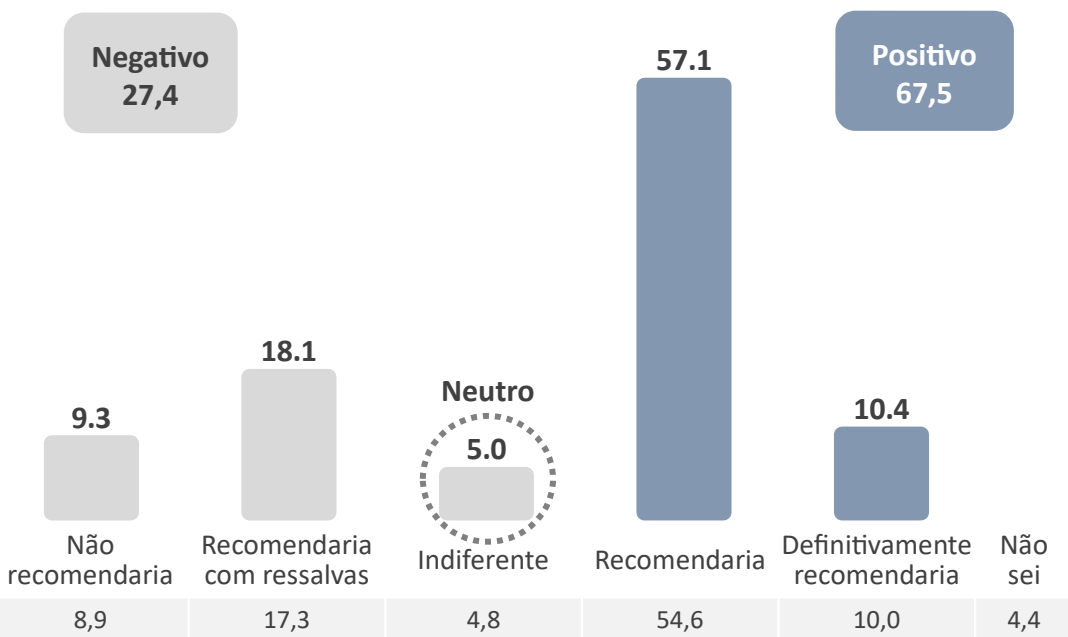 Negativo
27,4
Positivo
67,5
57.1
18.1
Neutro
9.3
5.0
10.4
Não
recomendaria
Recomendaria
com ressalvas
Indiferente
Recomendaria
Definitivamente
recomendaria
Não
sei
8,9
17,3
4,8
54,6
10,0
4,4